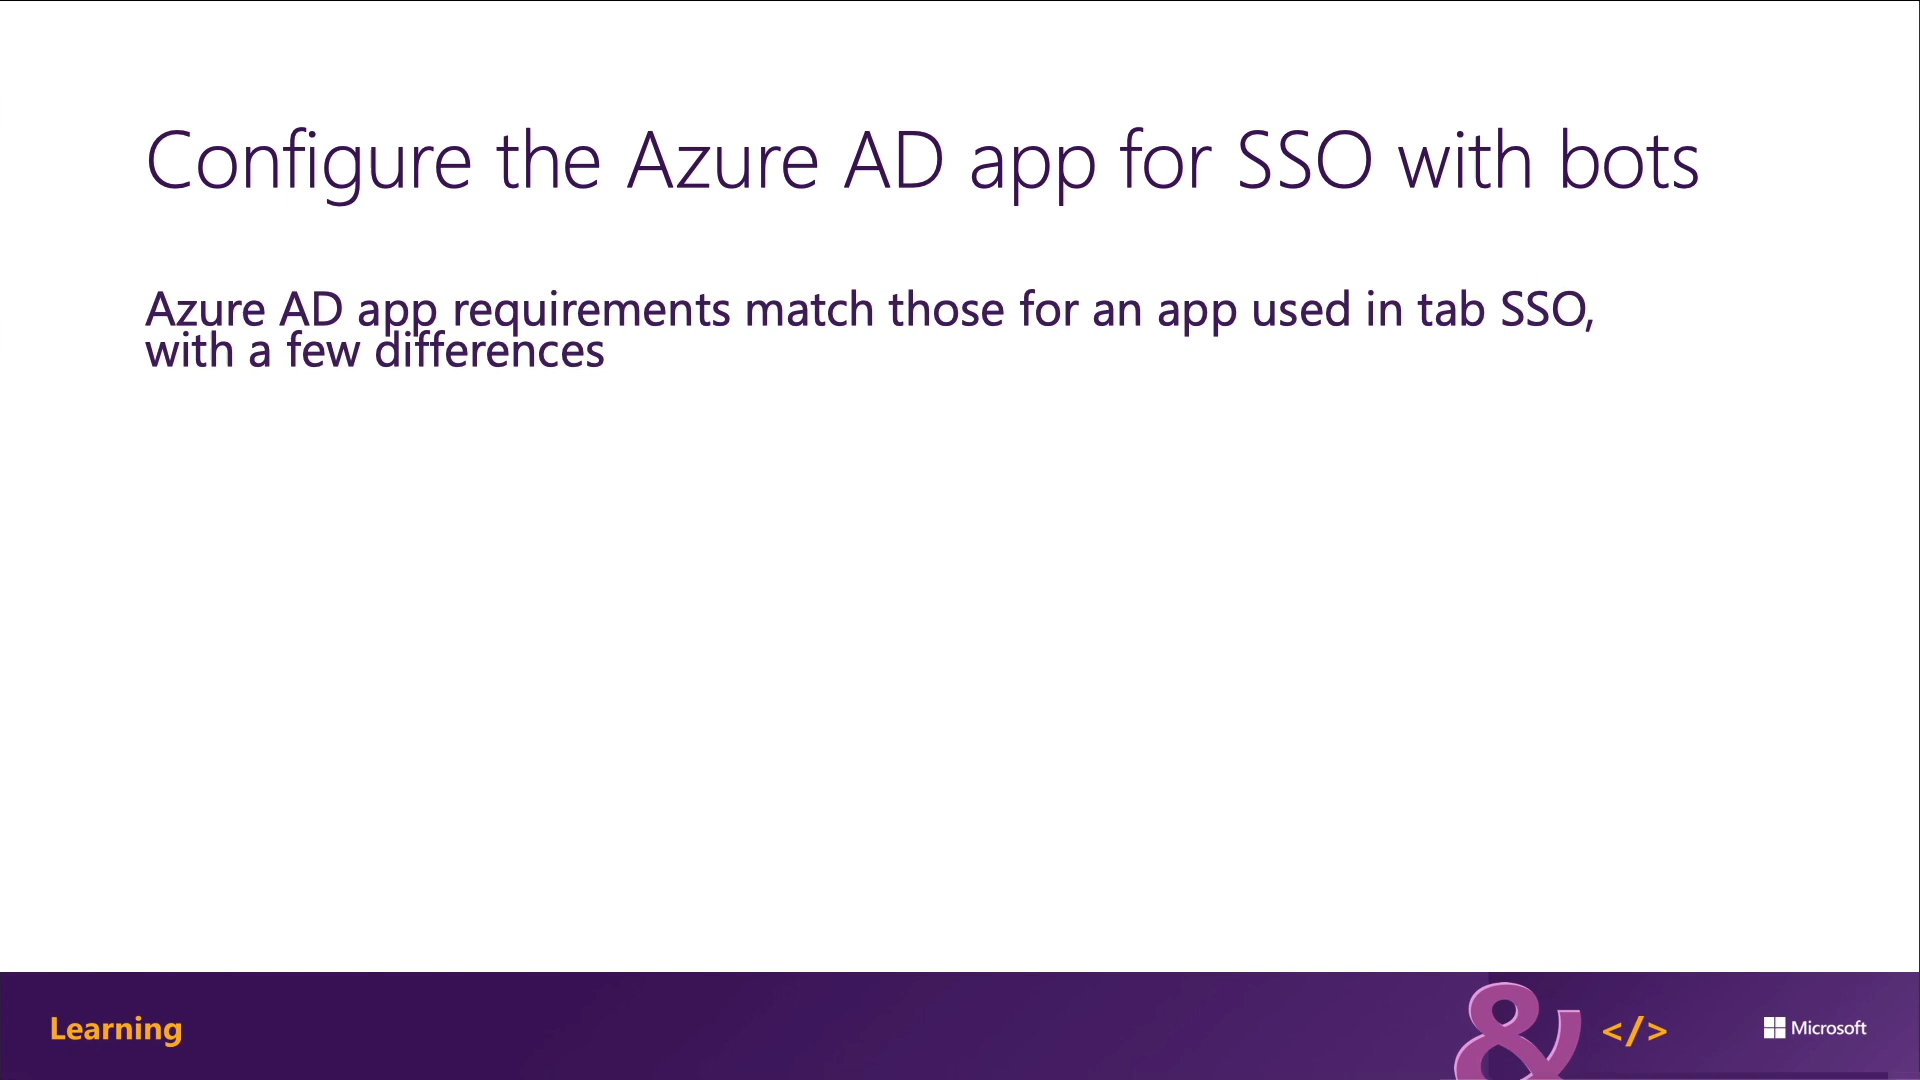 Configure the Azure AD app for SSO with bots
Azure AD app requirements match those for an app used in tab SSO,
with a few differences
Learning
&
</>
Microsoft